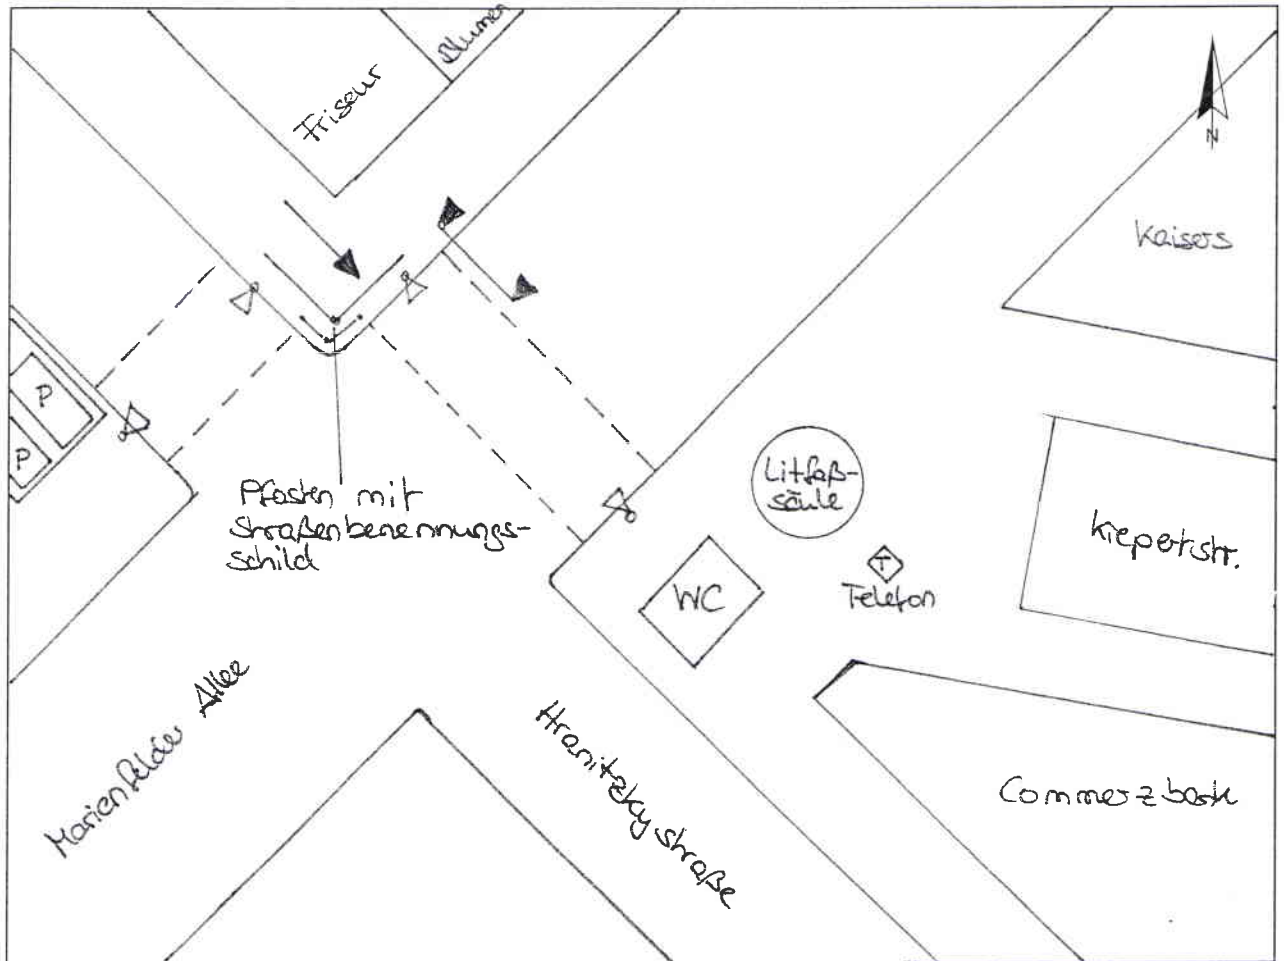 Blumen
Friseur
N
Kaisers
P
P
Litfaß-
säule
Kiepertstr.
Pfosten mit
Straßenbenennungs-
schild
T
Telefon
WC
Marienfelder Allee
Hranitzkystraße
Commerzbank